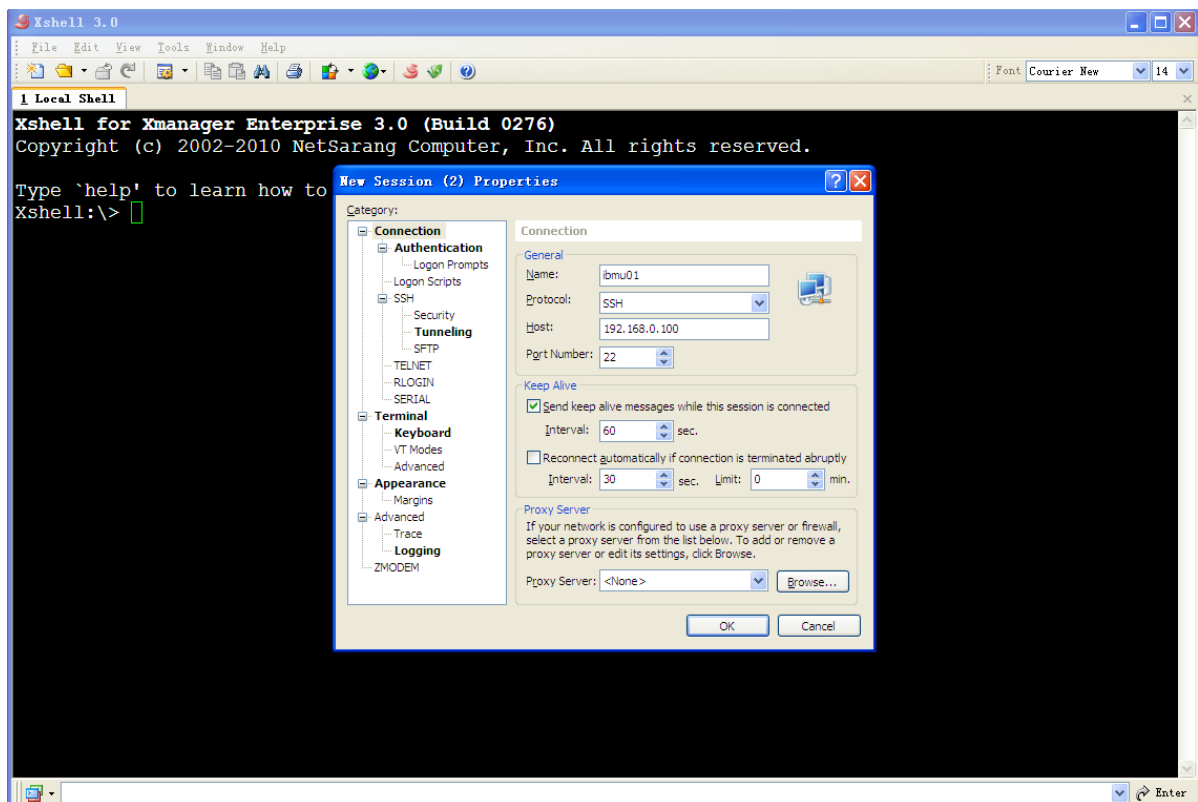 Xshell 3.0
File Edit View Tools Window Help
Font Courier New 14
1 Local Shell
Xshell for Xmanager Enterprise 3.0 (Build 0276)
Copyright (c) 2002-2010 NetSarang Computer, Inc. All rights reserved.
Type `help' to learn how to
Xshell:\>
New Session (2) Properties
Category:
Connection
Authentication
Logon Prompts
Logon Scripts
SSH
Security
Tunneling
SFTP
TELNET
RLOGIN
SERIAL
Terminal
Keyboard
VT Modes
Advanced
Appearance
Margins
Advanced
Trace
Logging
ZMODEM
Connection
General
Name: ibmu01
Protocol: SSH
Host: 192.168.0.100
Port Number: 22
Keep Alive
Send keep alive messages while this session is connected
Interval: 60 sec.
Reconnect automatically if connection is terminated abruptly
Interval: 30 sec. Limit: 0 min.
Proxy Server
If your network is configured to use a proxy server or firewall,
select a proxy server from the list below. To add or remove a
proxy server or edit its settings, click Browse.
Proxy Server: <None> Browse...
OK Cancel
Enter